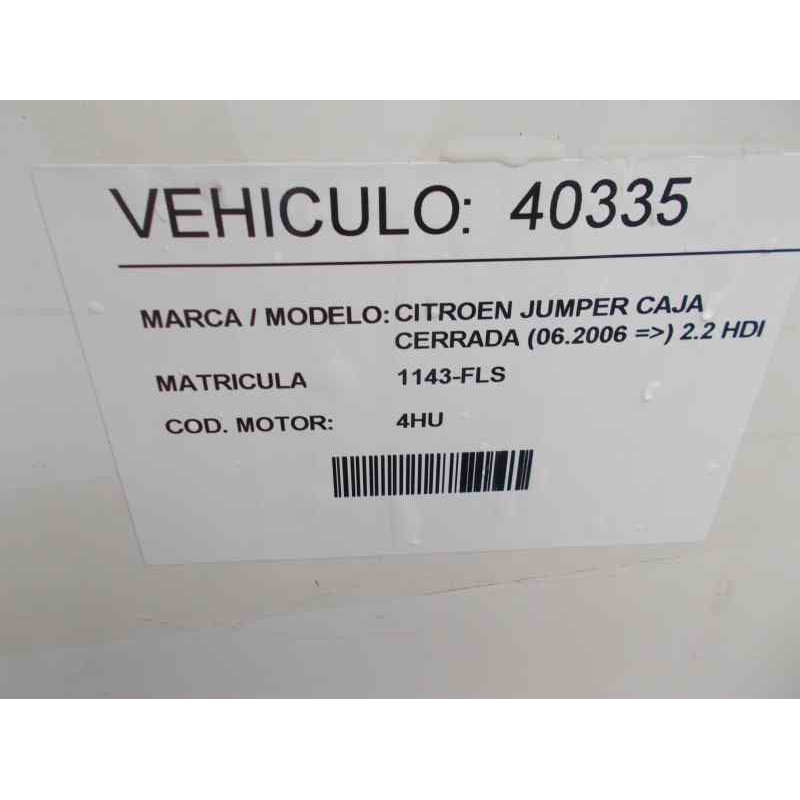 VEHICULO: 40335
MARCA / MODELO: CITROEN JUMPER CAJA
CERRADA (06.2006 =>) 2.2 HDI
MATRICULA 1143-FLS
COD. MOTOR: 4HU